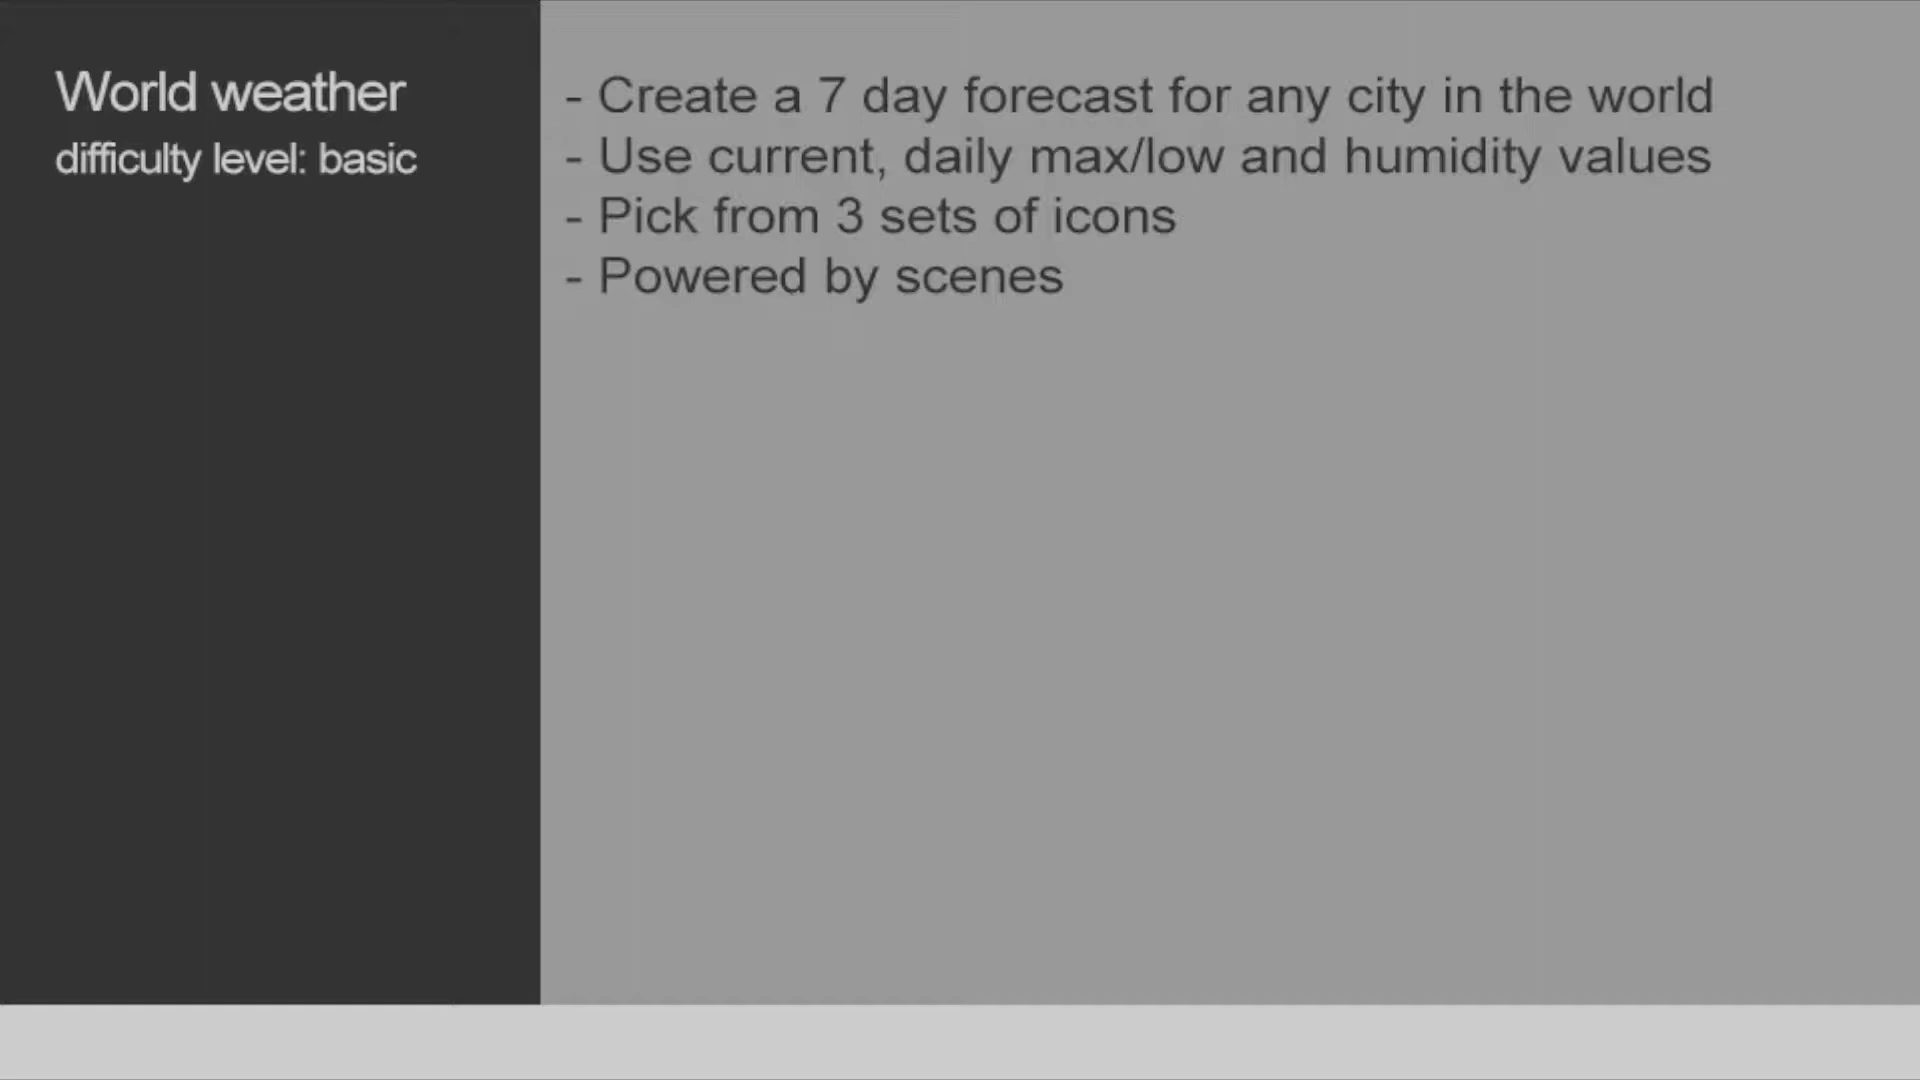 World weather
difficulty level: basic
- Create a 7 day forecast for any city in the world
- Use current, daily max/low and humidity values
- Pick from 3 sets of icons
- Powered by scenes